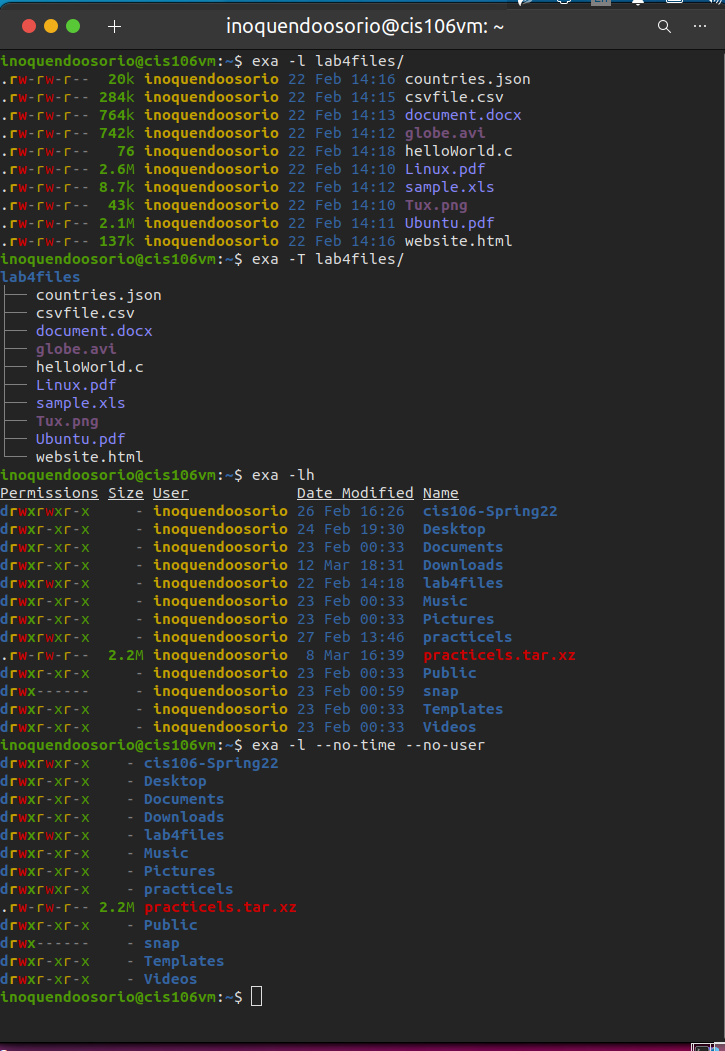 inoquendoosorio@cis106vm: ~
inoquendoosorio@cis106vm:~$ exa -l lab4files/
.rw-rw-r-- 20k inoquendoosorio 22 Feb 14:16 countries.json
.rw-rw-r-- 284k inoquendoosorio 22 Feb 14:15 csvfile.csv
.rw-rw-r-- 764k inoquendoosorio 22 Feb 14:13 document.docx
.rw-rw-r-- 742k inoquendoosorio 22 Feb 14:12 globe.avi
.rw-rw-r-- 76 inoquendoosorio 22 Feb 14:18 helloWorld.c
.rw-rw-r-- 2.6M inoquendoosorio 22 Feb 14:10 Linux.pdf
.rw-rw-r-- 8.7k inoquendoosorio 22 Feb 14:12 sample.xls
.rw-rw-r-- 43k inoquendoosorio 22 Feb 14:10 Tux.png
.rw-rw-r-- 2.1M inoquendoosorio 22 Feb 14:11 Ubuntu.pdf
.rw-rw-r-- 137k inoquendoosorio 22 Feb 14:16 website.html
inoquendoosorio@cis106vm:~$ exa -T lab4files/
lab4files
├── countries.json
├── csvfile.csv
├── document.docx
├── globe.avi
├── helloWorld.c
├── Linux.pdf
├── sample.xls
├── Tux.png
├── Ubuntu.pdf
└── website.html
inoquendoosorio@cis106vm:~$ exa -lh
Permissions Size User Date Modified Name
drwxrwxr-x - inoquendoosorio 26 Feb 16:26 cis106-Spring22
drwxr-xr-x - inoquendoosorio 24 Feb 19:30 Desktop
drwxr-xr-x - inoquendoosorio 23 Feb 00:33 Documents
drwxr-xr-x - inoquendoosorio 12 Mar 18:31 Downloads
drwxrwxr-x - inoquendoosorio 22 Feb 14:18 lab4files
drwxr-xr-x - inoquendoosorio 23 Feb 00:33 Music
drwxr-xr-x - inoquendoosorio 23 Feb 00:33 Pictures
drwxrwxr-x - inoquendoosorio 27 Feb 13:46 practicels
.rw-rw-r-- 2.2M inoquendoosorio 8 Mar 16:39 practicels.tar.xz
drwxr-xr-x - inoquendoosorio 23 Feb 00:33 Public
drwx------ - inoquendoosorio 23 Feb 00:59 snap
drwxr-xr-x - inoquendoosorio 23 Feb 00:33 Templates
drwxr-xr-x - inoquendoosorio 23 Feb 00:33 Videos
inoquendoosorio@cis106vm:~$ exa -l --no-time --no-user
drwxrwxr-x - cis106-Spring22
drwxr-xr-x - Desktop
drwxr-xr-x - Documents
drwxr-xr-x - Downloads
drwxrwxr-x - lab4files
drwxr-xr-x - Music
drwxr-xr-x - Pictures
drwxrwxr-x - practicels
.rw-rw-r-- 2.2M practicels.tar.xz
drwxr-xr-x - Public
drwx------ - snap
drwxr-xr-x - Templates
drwxr-xr-x - Videos
inoquendoosorio@cis106vm:~$